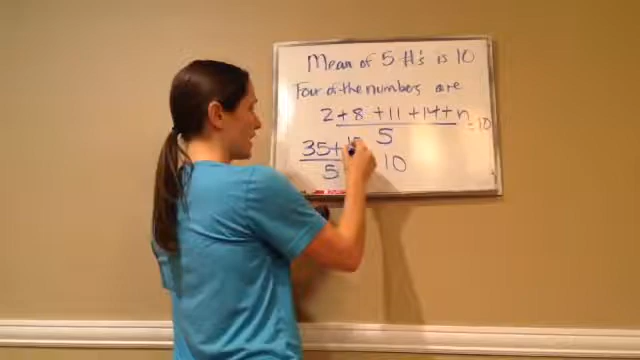 Mean of 5 #'s is 10
Four of the numbers are
2 + 8 + 11 + 14 + n
5
= 10
35 + 15
5
10